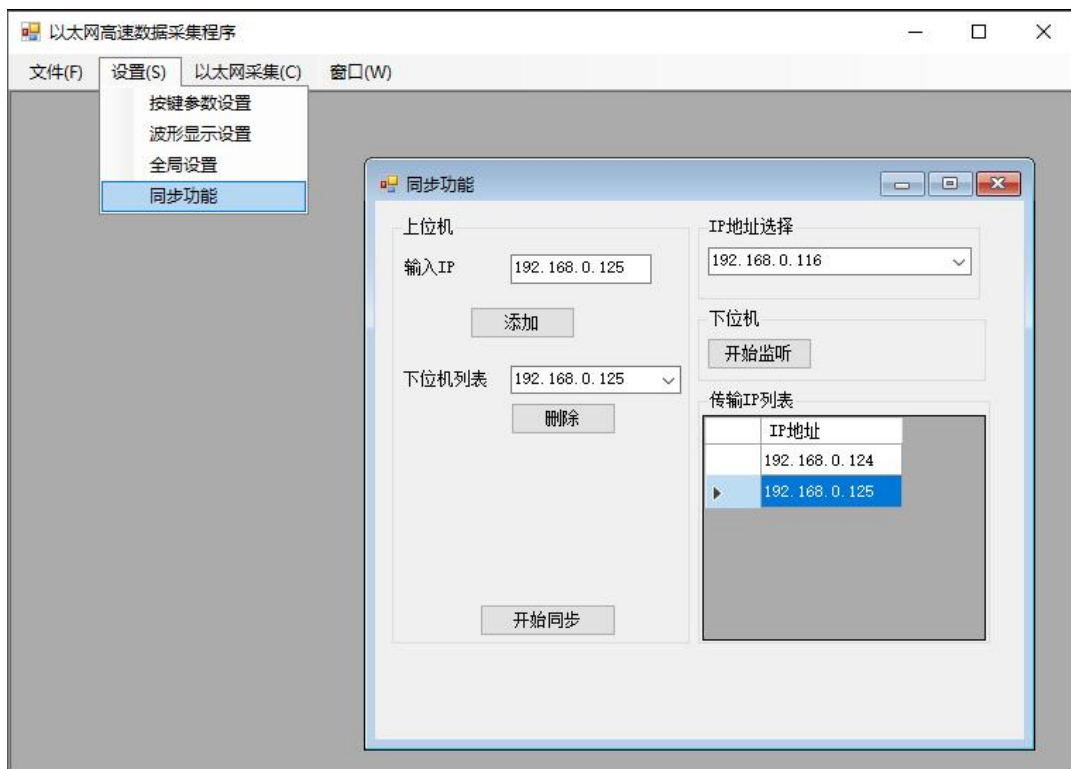 以太网高速数据采集程序
文件(F) 设置(S) 以太网采集(C) 窗口(W)
按键参数设置
波形显示设置
全局设置
同步功能
同步功能
上位机
输入IP 192.168.0.125
添加
下位机列表 192.168.0.125
删除
开始同步
IP地址选择
192.168.0.116
下位机
开始监听
传输IP列表
IP地址
192.168.0.124
192.168.0.125